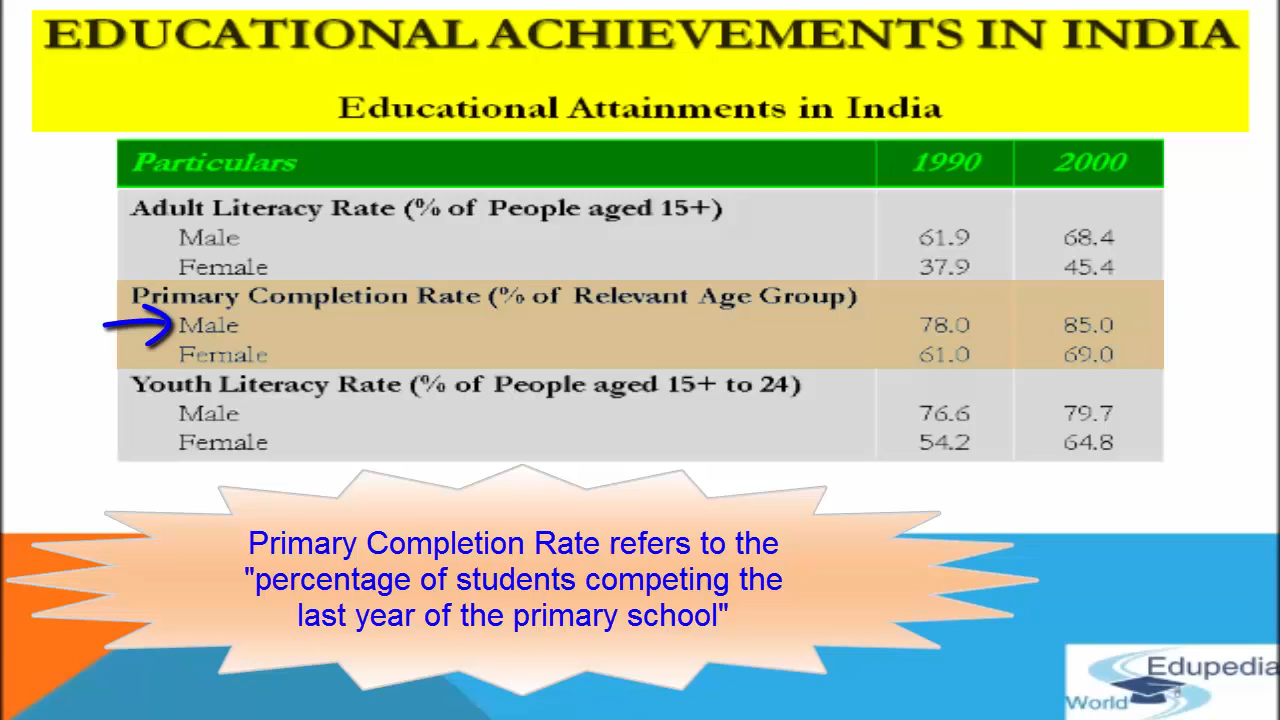 EDUCATIONAL ACHIEVEMENTS IN INDIA
Educational Attainments in India
Particulars 1990 2000
Adult Literacy Rate (% of People aged 15+)
Male 61.9 68.4
Female 37.9 45.4
Primary Completion Rate (% of Relevant Age Group)
Male 78.0 85.0
Female 61.0 69.0
Youth Literacy Rate (% of People aged 15+ to 24)
Male 76.6 79.7
Female 54.2 64.8
Primary Completion Rate refers to the
"percentage of students competing the
last year of the primary school"
Edupedia
World